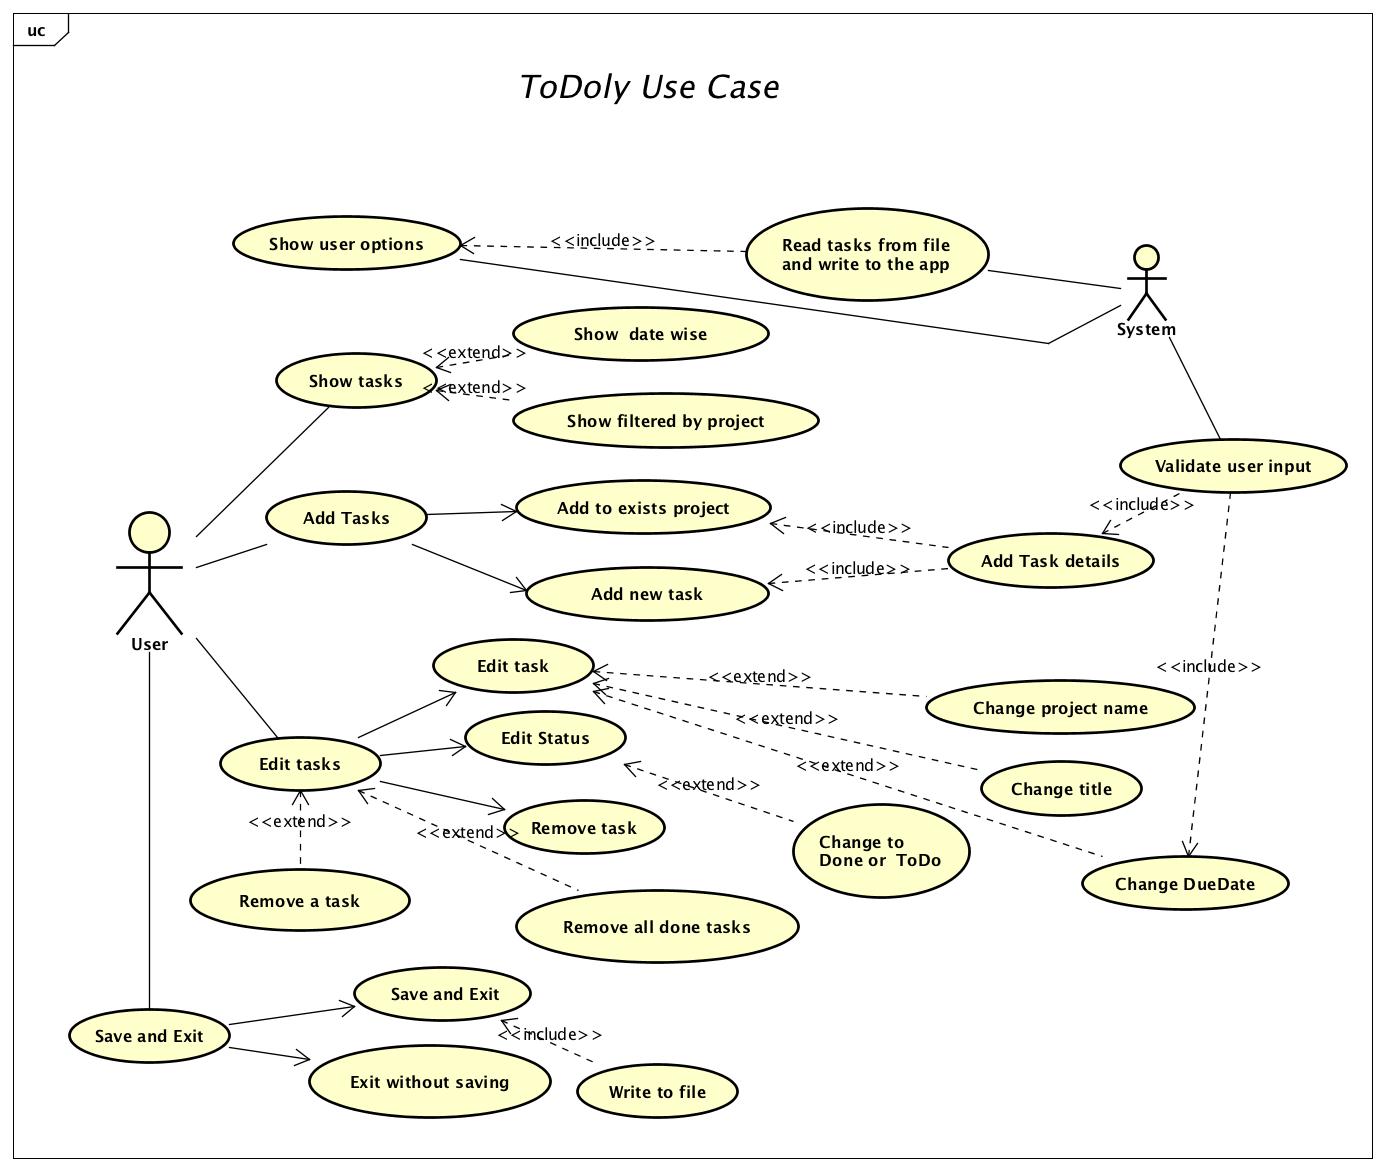 uc
ToDoly Use Case
Show user options
<<include>>
Read tasks from file
and write to the app
System
Show date wise
<<extend>>
Show tasks
<<extend>>
Show filtered by project
Validate user input
<<include>>
Add Tasks
Add to exists project
<<include>>
Add Task details
<<include>>
Add new task
User
Edit task
<<extend>>
<<include>>
Change project name
<<extend>>
Edit Status
Edit tasks
<<extend>>
Change title
<<extend>>
<<extend>>
<<extend>>
Remove task
Change to
Done or ToDo
Change DueDate
Remove a task
Remove all done tasks
Save and Exit
Save and Exit
<<include>>
Exit without saving
Write to file